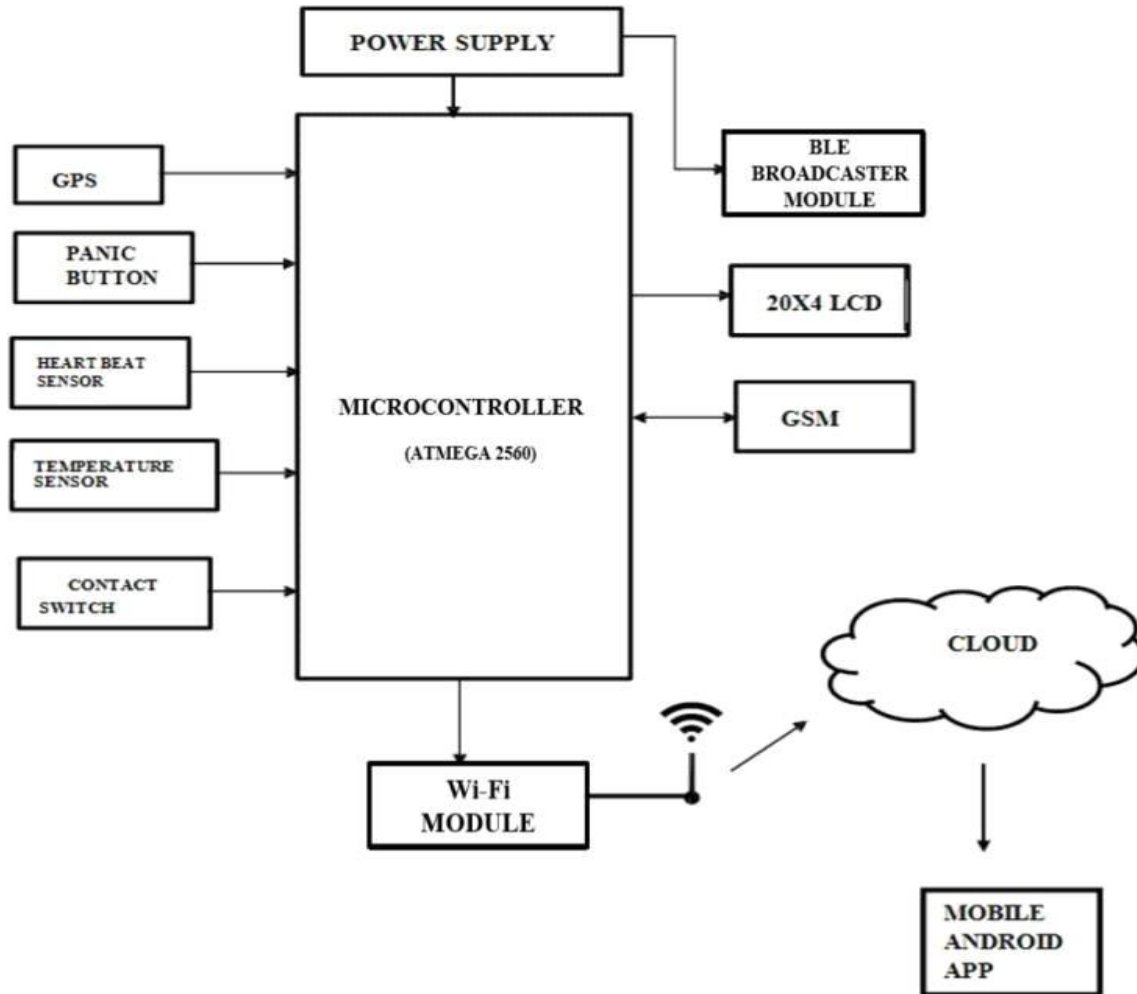 POWER SUPPLY
BLE
BROADCASTER
MODULE
GPS
PANIC
BUTTON
20X4 LCD
HEART BEAT
SENSOR
MICROCONTROLLER
(ATMEGA 2560)
GSM
TEMPERATURE
SENSOR
CONTACT
SWITCH
CLOUD
Wi-Fi
MODULE
MOBILE
ANDROID
APP